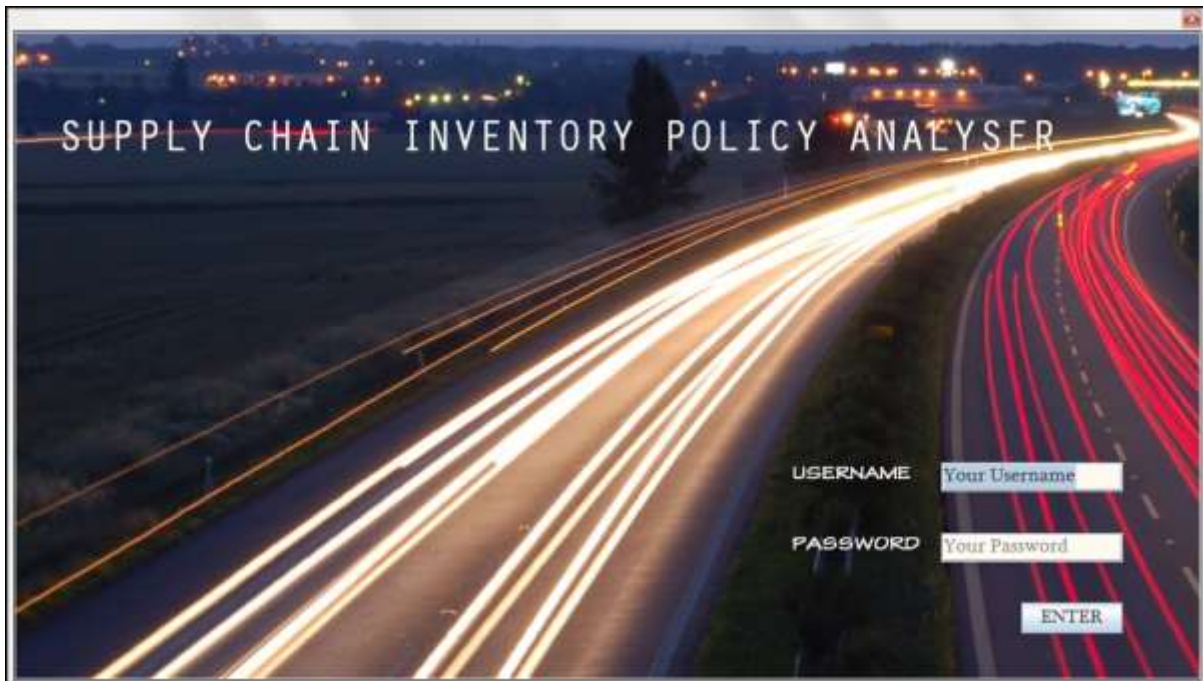 SUPPLY CHAIN INVENTORY POLICY ANALYSER
USERNAME Your Username
PASSWORD Your Password
ENTER